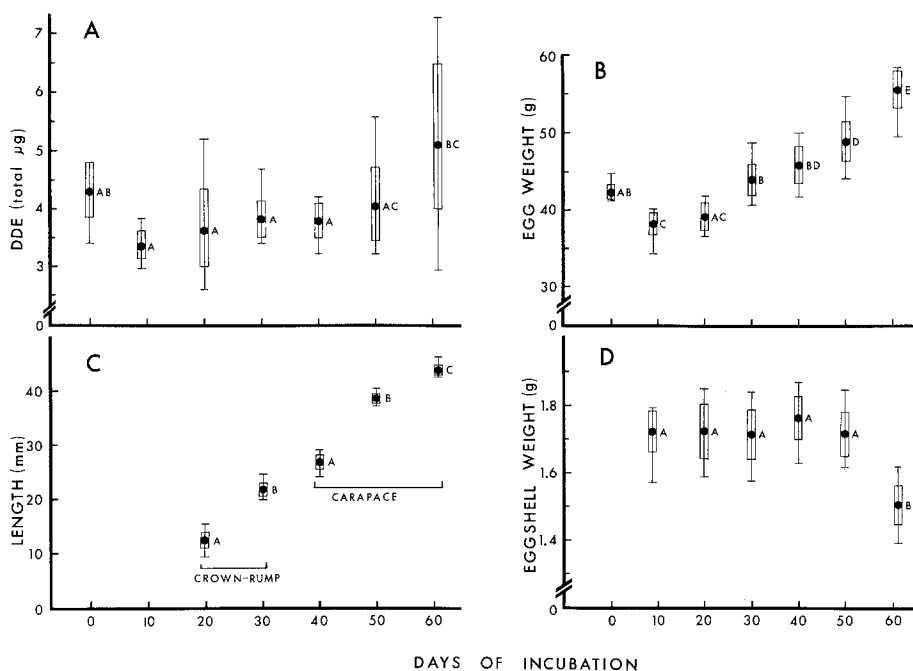 A
DDE (total µg)
7
6
5
4
3
0
AB
A
A
A
A
AC
BC
B
EGG WEIGHT (g)
60
50
40
30
0
AB
C
AC
B
BD
D
E
C
LENGTH (mm)
40
30
20
10
0
A
B
A
B
C
CROWN-RUMP
CARAPACE
0 10 20 30 40 50 60
D
EGGSHELL WEIGHT (g)
1.8
1.6
1.4
0
A
A
A
A
A
B
0 10 20 30 40 50 60
DAYS OF INCUBATION